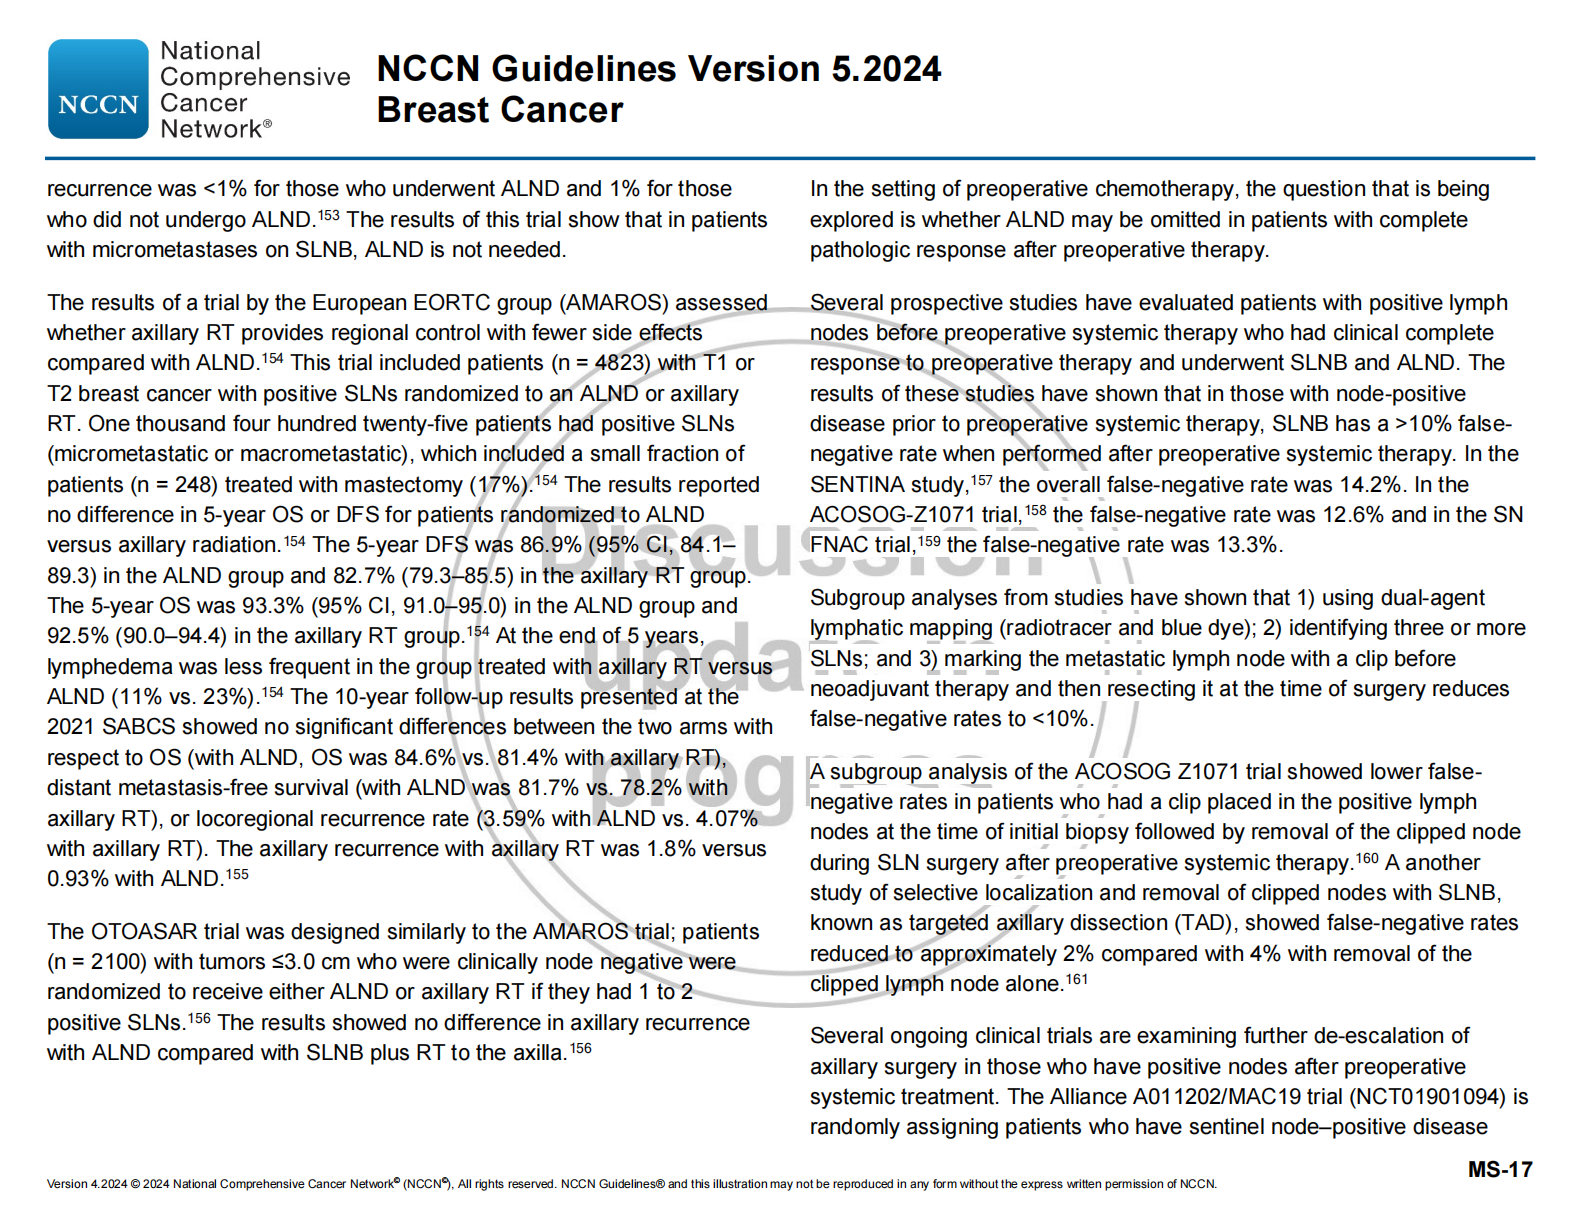 NCCN
National
Comprehensive
Cancer
Network®
NCCN Guidelines Version 5.2024
Breast Cancer
recurrence was <1% for those who underwent ALND and 1% for those
who did not undergo ALND.153 The results of this trial show that in patients
with micrometastases on SLNB, ALND is not needed.
The results of a trial by the European EORTC group (AMAROS) assessed
whether axillary RT provides regional control with fewer side effects
compared with ALND.154 This trial included patients (n = 4823) with T1 or
T2 breast cancer with positive SLNs randomized to an ALND or axillary
RT. One thousand four hundred twenty-five patients had positive SLNs
(micrometastatic or macrometastatic), which included a small fraction of
patients (n = 248) treated with mastectomy (17%).154 The results reported
no difference in 5-year OS or DFS for patients randomized to ALND
versus axillary radiation.154 The 5-year DFS was 86.9% (95% CI, 84.1–
89.3) in the ALND group and 82.7% (79.3–85.5) in the axillary RT group.
The 5-year OS was 93.3% (95% CI, 91.0–95.0) in the ALND group and
92.5% (90.0–94.4) in the axillary RT group.154 At the end of 5 years,
lymphedema was less frequent in the group treated with axillary RT versus
ALND (11% vs. 23%).154 The 10-year follow-up results presented at the
2021 SABCS showed no significant differences between the two arms with
respect to OS (with ALND, OS was 84.6% vs. 81.4% with axillary RT),
distant metastasis-free survival (with ALND was 81.7% vs. 78.2% with
axillary RT), or locoregional recurrence rate (3.59% with ALND vs. 4.07%
with axillary RT). The axillary recurrence with axillary RT was 1.8% versus
0.93% with ALND.155
The OTOASAR trial was designed similarly to the AMAROS trial; patients
(n = 2100) with tumors ≤3.0 cm who were clinically node negative were
randomized to receive either ALND or axillary RT if they had 1 to 2
positive SLNs.156 The results showed no difference in axillary recurrence
with ALND compared with SLNB plus RT to the axilla.156
In the setting of preoperative chemotherapy, the question that is being
explored is whether ALND may be omitted in patients with complete
pathologic response after preoperative therapy.
Several prospective studies have evaluated patients with positive lymph
nodes before preoperative systemic therapy who had clinical complete
response to preoperative therapy and underwent SLNB and ALND. The
results of these studies have shown that in those with node-positive
disease prior to preoperative systemic therapy, SLNB has a >10% false-
negative rate when performed after preoperative systemic therapy. In the
SENTINA study,157 the overall false-negative rate was 14.2%. In the
ACOSOG-Z1071 trial,158 the false-negative rate was 12.6% and in the SN
FNAC trial,159 the false-negative rate was 13.3%.
Subgroup analyses from studies have shown that 1) using dual-agent
lymphatic mapping (radiotracer and blue dye); 2) identifying three or more
SLNs; and 3) marking the metastatic lymph node with a clip before
neoadjuvant therapy and then resecting it at the time of surgery reduces
false-negative rates to <10%.
A subgroup analysis of the ACOSOG Z1071 trial showed lower false-
negative rates in patients who had a clip placed in the positive lymph
nodes at the time of initial biopsy followed by removal of the clipped node
during SLN surgery after preoperative systemic therapy.160 A another
study of selective localization and removal of clipped nodes with SLNB,
known as targeted axillary dissection (TAD), showed false-negative rates
reduced to approximately 2% compared with 4% with removal of the
clipped lymph node alone.161
Several ongoing clinical trials are examining further de-escalation of
axillary surgery in those who have positive nodes after preoperative
systemic treatment. The Alliance A011202/MAC19 trial (NCT01901094) is
randomly assigning patients who have sentinel node–positive disease
Discussion
update in
progress
MS-17
Version 4.2024 © 2024 National Comprehensive Cancer Network© (NCCN©), All rights reserved. NCCN Guidelines® and this illustration may not be reproduced in any form without the express written permission of NCCN.